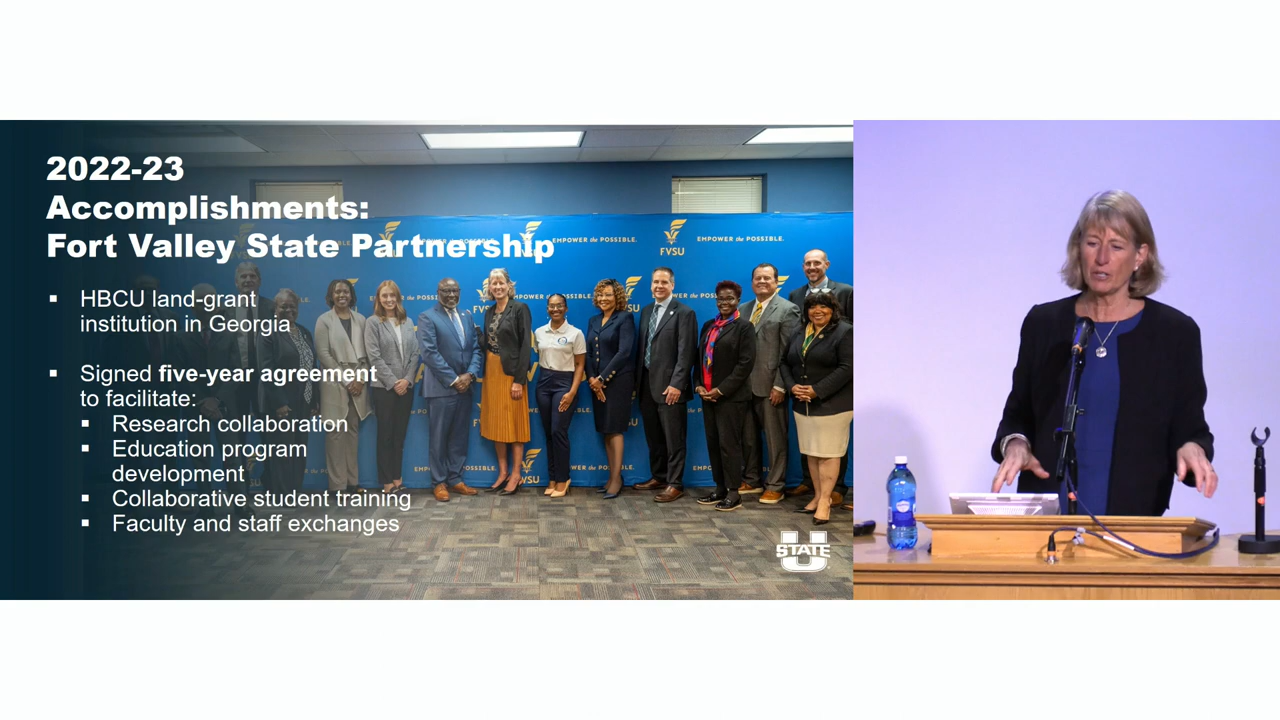 2022-23
Accomplishments:
Fort Valley State Partnership
▪ HBCU land-grant
institution in Georgia
▪ Signed five-year agreement
to facilitate:
▪ Research collaboration
▪ Education program
development
▪ Collaborative student training
▪ Faculty and staff exchanges
EMPOWER the POSSIBLE.
EMPOWER the POSSIBLE.
FVSU
U STATE